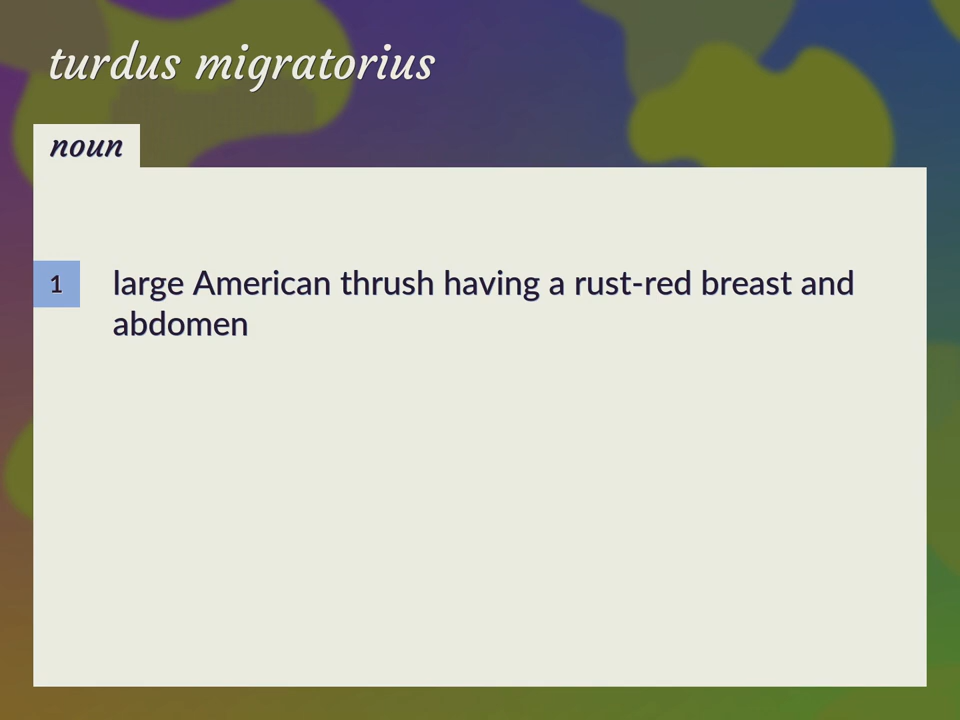 turdus migratorius
noun
1 large American thrush having a rust-red breast and
abdomen